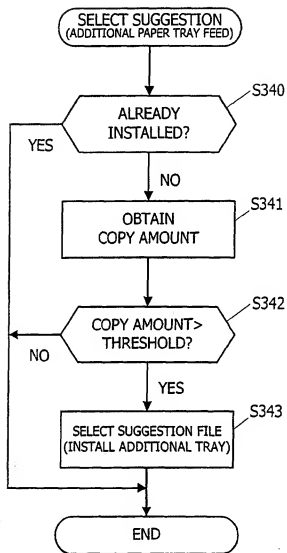 SELECT SUGGESTION
(ADDITIONAL PAPER TRAY FEED)
S340
ALREADY
INSTALLED?
YES
NO
S341
OBTAIN
COPY AMOUNT
S342
COPY AMOUNT>
THRESHOLD?
NO
YES
S343
SELECT SUGGESTION FILE
(INSTALL ADDITIONAL TRAY)
END